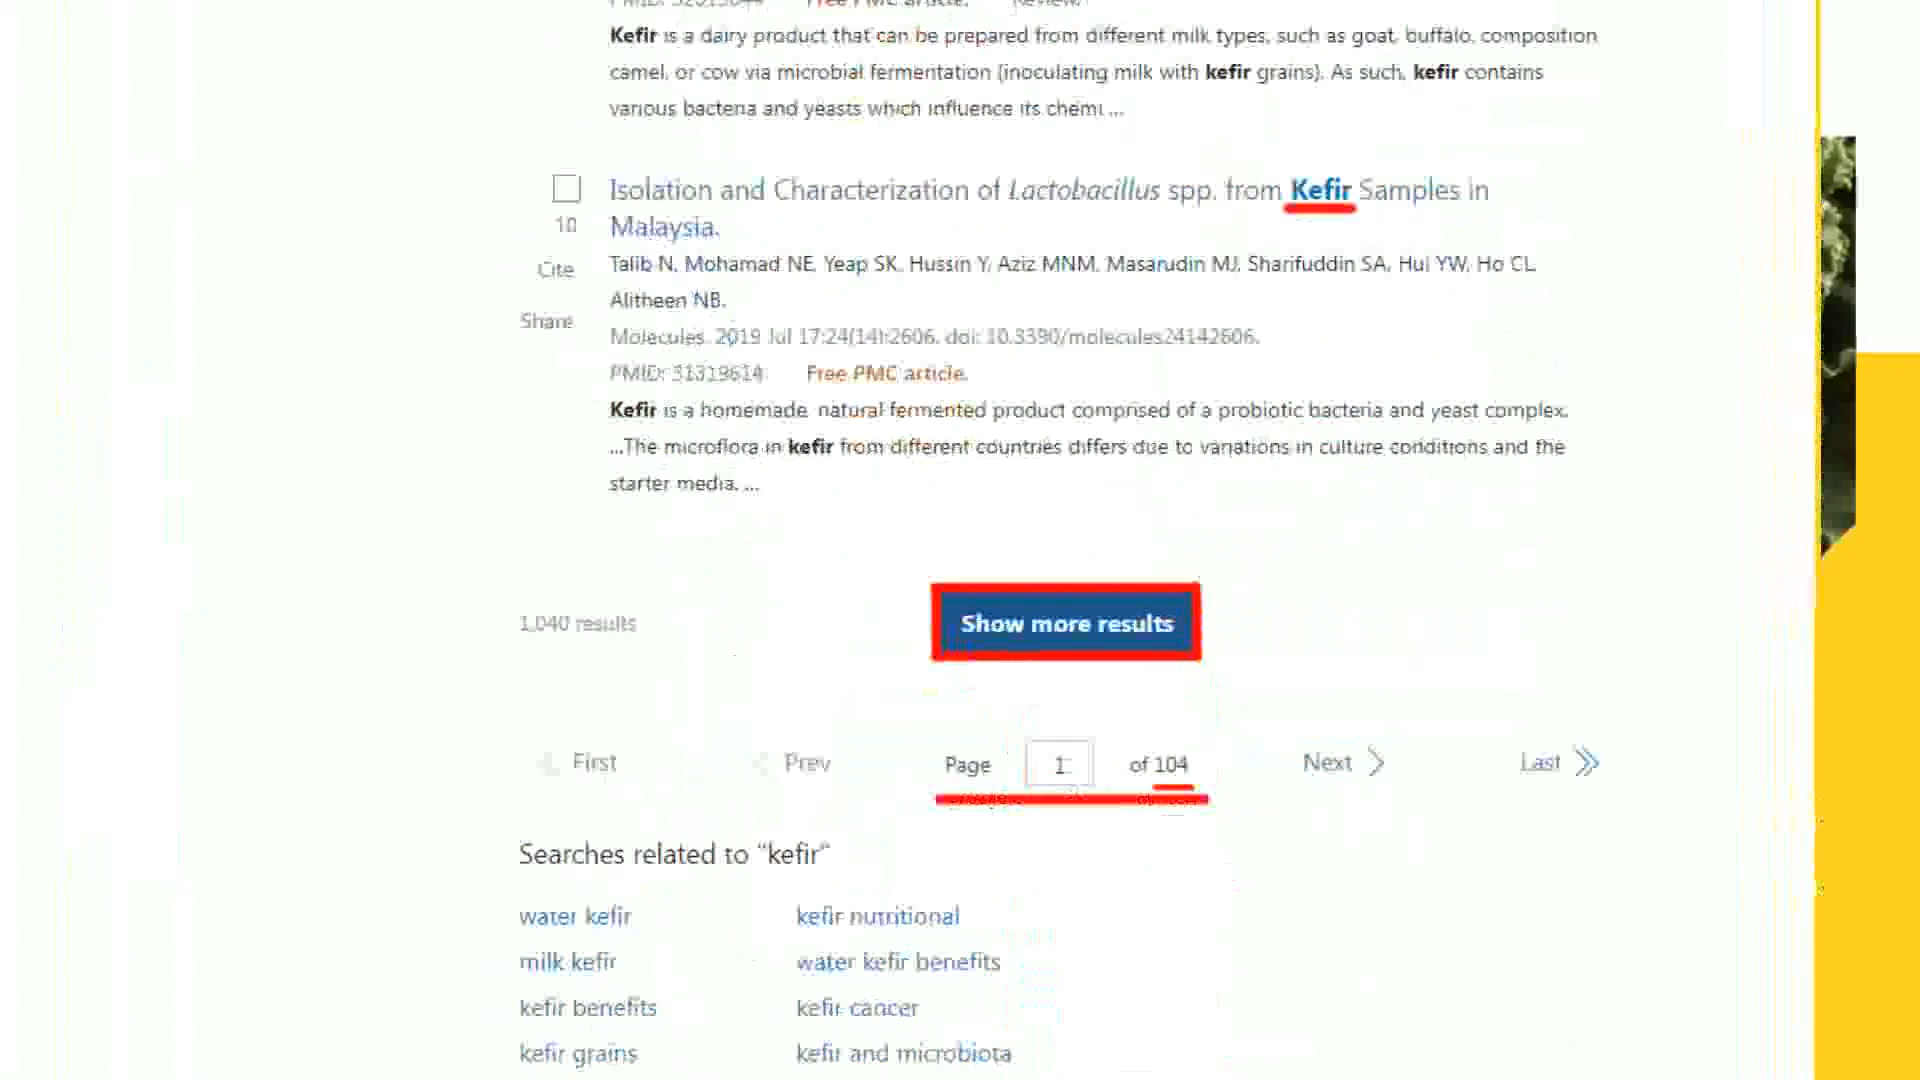 Free PMC article. Review.
Kefir is a dairy product that can be prepared from different milk types, such as goat, buffalo, composition
camel, or cow via microbial fermentation (inoculating milk with kefir grains). As such, kefir contains
various bacteria and yeasts which influence its chemi ...
Isolation and Characterization of Lactobacillus spp. from Kefir Samples in
10
Malaysia.
Cite
Talib N, Mohamad NE, Yeap SK, Hussin Y, Aziz MNM, Masarudin MJ, Sharifuddin SA, Hui YW, Ho CL,
Alitheen NB.
Share
Molecules. 2019 Jul 17;24(14):2606. doi: 10.3390/molecules24142606.
PMID: 31319614 Free PMC article.
Kefir is a homemade, natural fermented product comprised of a probiotic bacteria and yeast complex.
...The microflora in kefir from different countries differs due to variations in culture conditions and the
starter media. ...
1,040 results
Show more results
First Prev Page 1 of 104 Next Last
Searches related to "kefir"
water kefir
kefir nutritional
milk kefir
water kefir benefits
kefir benefits
kefir cancer
kefir grains
kefir and microbiota